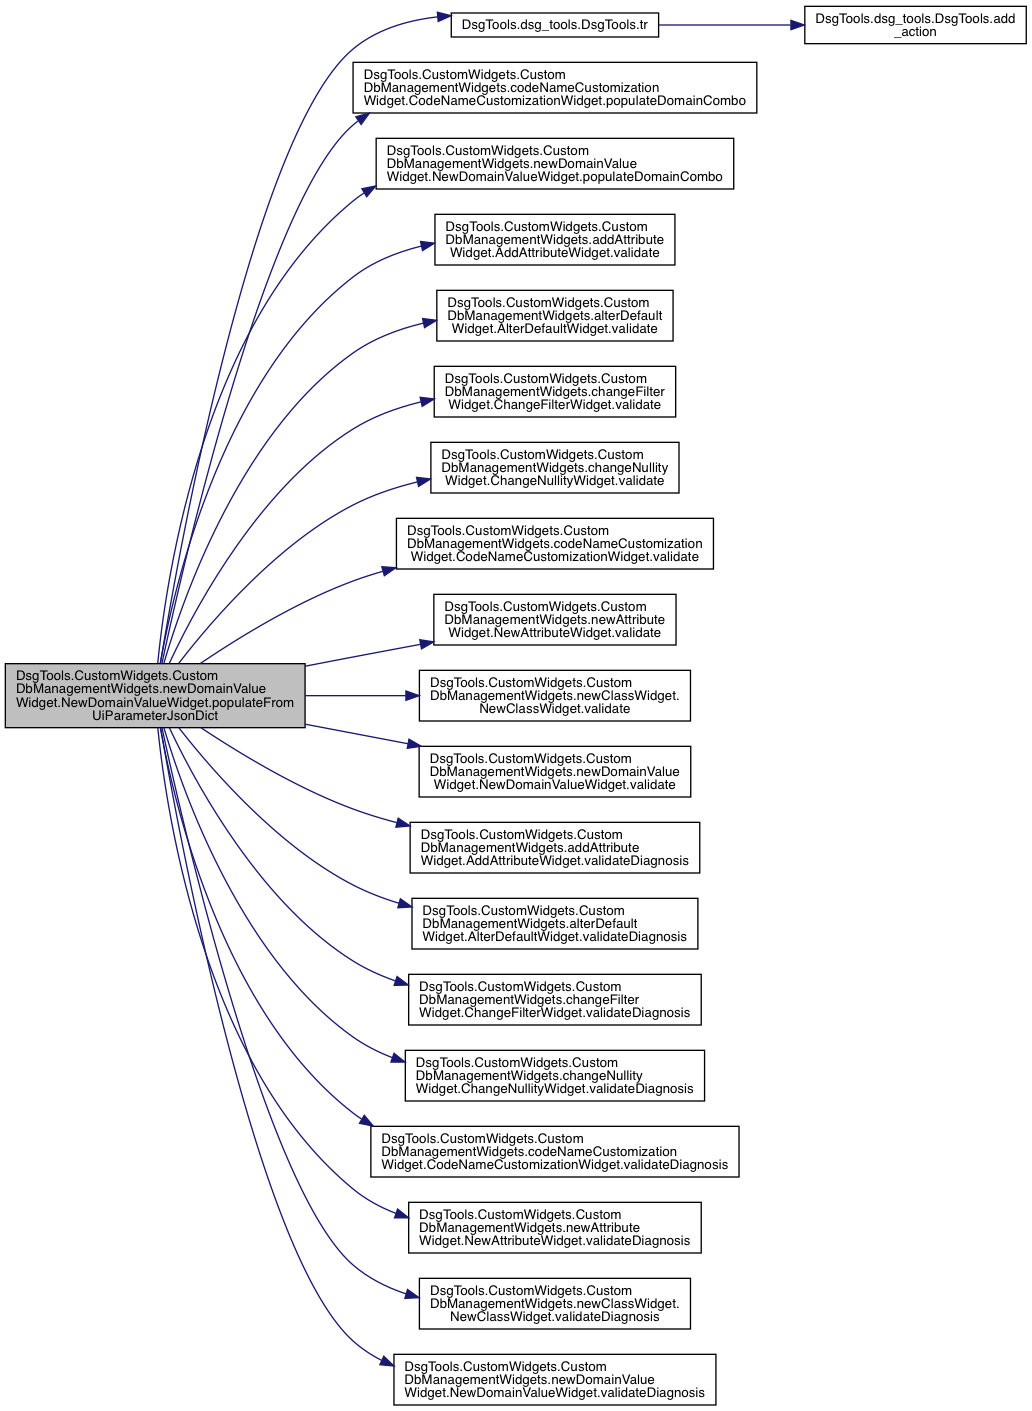 DsgTools.dsg_tools.DsgTools.tr
DsgTools.dsg_tools.DsgTools.add
_action
DsgTools.CustomWidgets.Custom
DbManagementWidgets.codeNameCustomization
Widget.CodeNameCustomizationWidget.populateDomainCombo
DsgTools.CustomWidgets.Custom
DbManagementWidgets.newDomainValue
Widget.NewDomainValueWidget.populateDomainCombo
DsgTools.CustomWidgets.Custom
DbManagementWidgets.addAttribute
Widget.AddAttributeWidget.validate
DsgTools.CustomWidgets.Custom
DbManagementWidgets.alterDefault
Widget.AlterDefaultWidget.validate
DsgTools.CustomWidgets.Custom
DbManagementWidgets.changeFilter
Widget.ChangeFilterWidget.validate
DsgTools.CustomWidgets.Custom
DbManagementWidgets.changeNullity
Widget.ChangeNullityWidget.validate
DsgTools.CustomWidgets.Custom
DbManagementWidgets.codeNameCustomization
Widget.CodeNameCustomizationWidget.validate
DsgTools.CustomWidgets.Custom
DbManagementWidgets.newAttribute
Widget.NewAttributeWidget.validate
DsgTools.CustomWidgets.Custom
DbManagementWidgets.newDomainValue
Widget.NewDomainValueWidget.populateFrom
UiParameterJsonDict
DsgTools.CustomWidgets.Custom
DbManagementWidgets.newClassWidget.
NewClassWidget.validate
DsgTools.CustomWidgets.Custom
DbManagementWidgets.newDomainValue
Widget.NewDomainValueWidget.validate
DsgTools.CustomWidgets.Custom
DbManagementWidgets.addAttribute
Widget.AddAttributeWidget.validateDiagnosis
DsgTools.CustomWidgets.Custom
DbManagementWidgets.alterDefault
Widget.AlterDefaultWidget.validateDiagnosis
DsgTools.CustomWidgets.Custom
DbManagementWidgets.changeFilter
Widget.ChangeFilterWidget.validateDiagnosis
DsgTools.CustomWidgets.Custom
DbManagementWidgets.changeNullity
Widget.ChangeNullityWidget.validateDiagnosis
DsgTools.CustomWidgets.Custom
DbManagementWidgets.codeNameCustomization
Widget.CodeNameCustomizationWidget.validateDiagnosis
DsgTools.CustomWidgets.Custom
DbManagementWidgets.newAttribute
Widget.NewAttributeWidget.validateDiagnosis
DsgTools.CustomWidgets.Custom
DbManagementWidgets.newClassWidget.
NewClassWidget.validateDiagnosis
DsgTools.CustomWidgets.Custom
DbManagementWidgets.newDomainValue
Widget.NewDomainValueWidget.validateDiagnosis